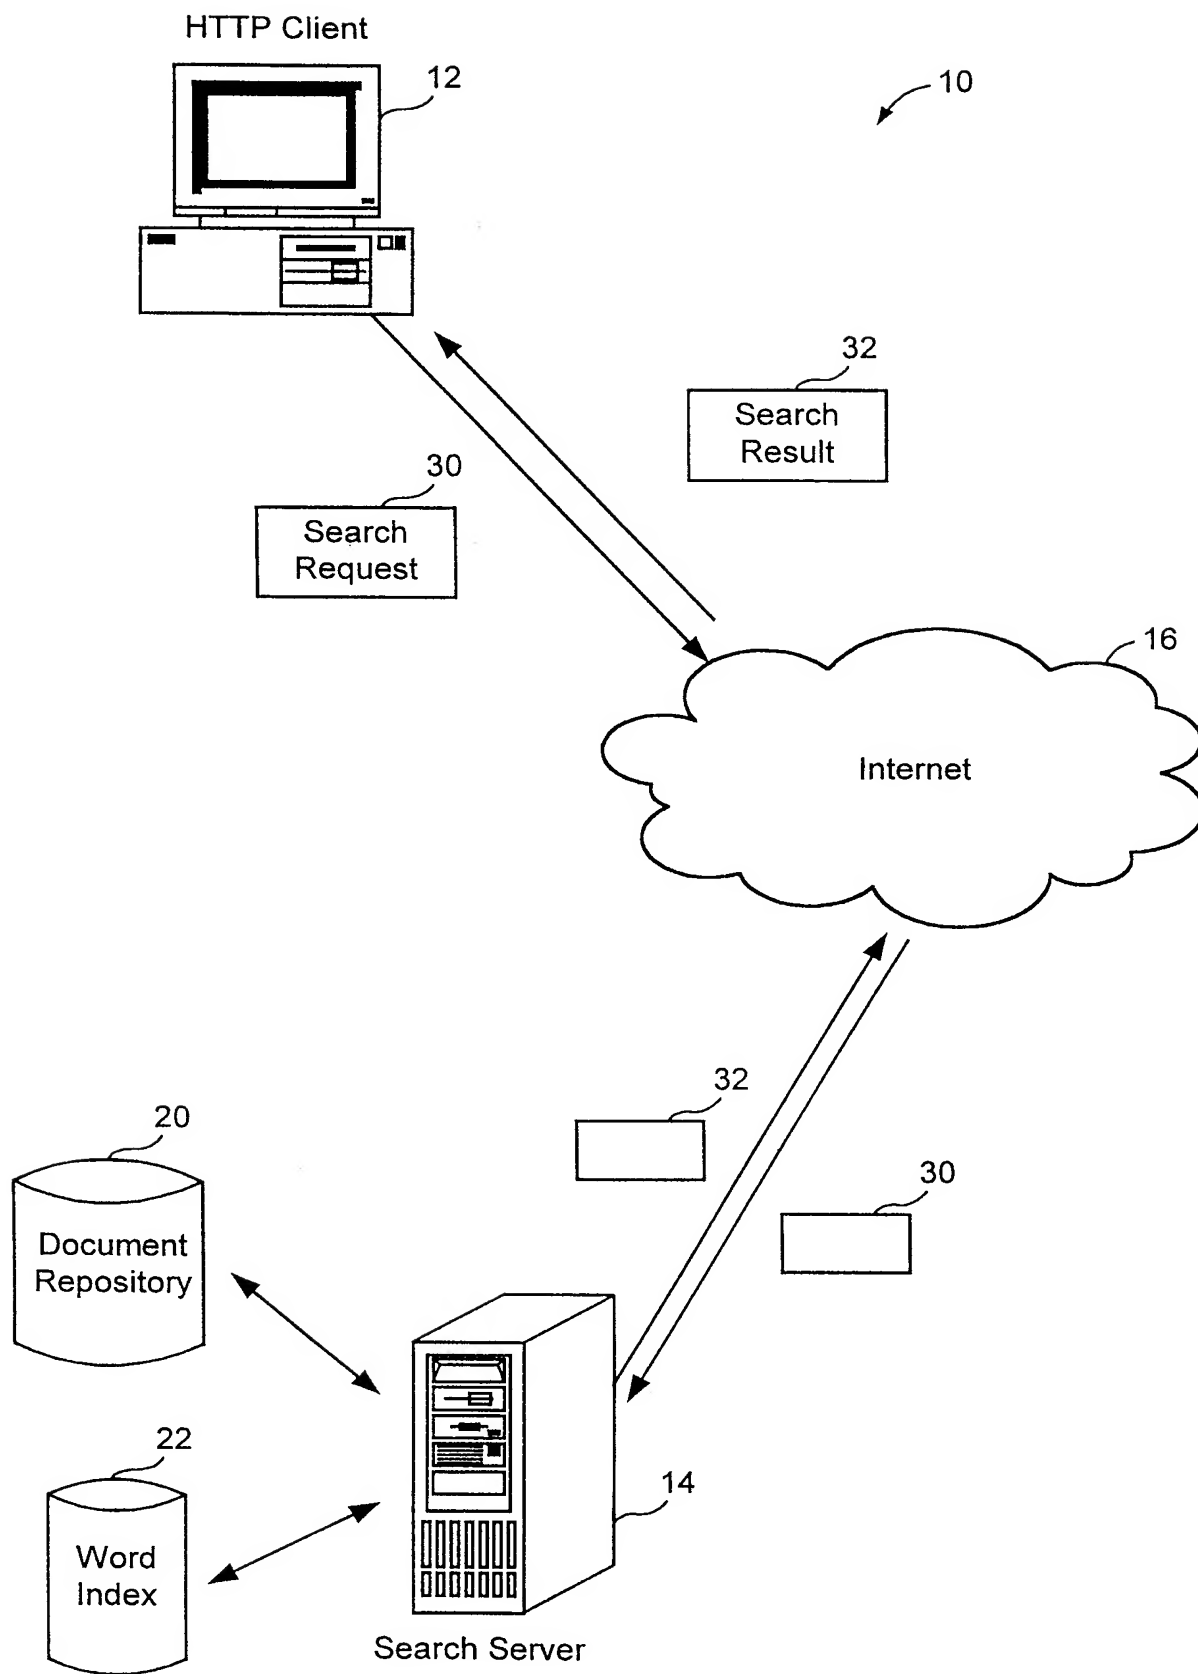 HTTP Client
12
10
32
Search
Result
30
Search
Request
16
Internet
32
20
30
Document
Repository
22
14
Word
Index
Search Server